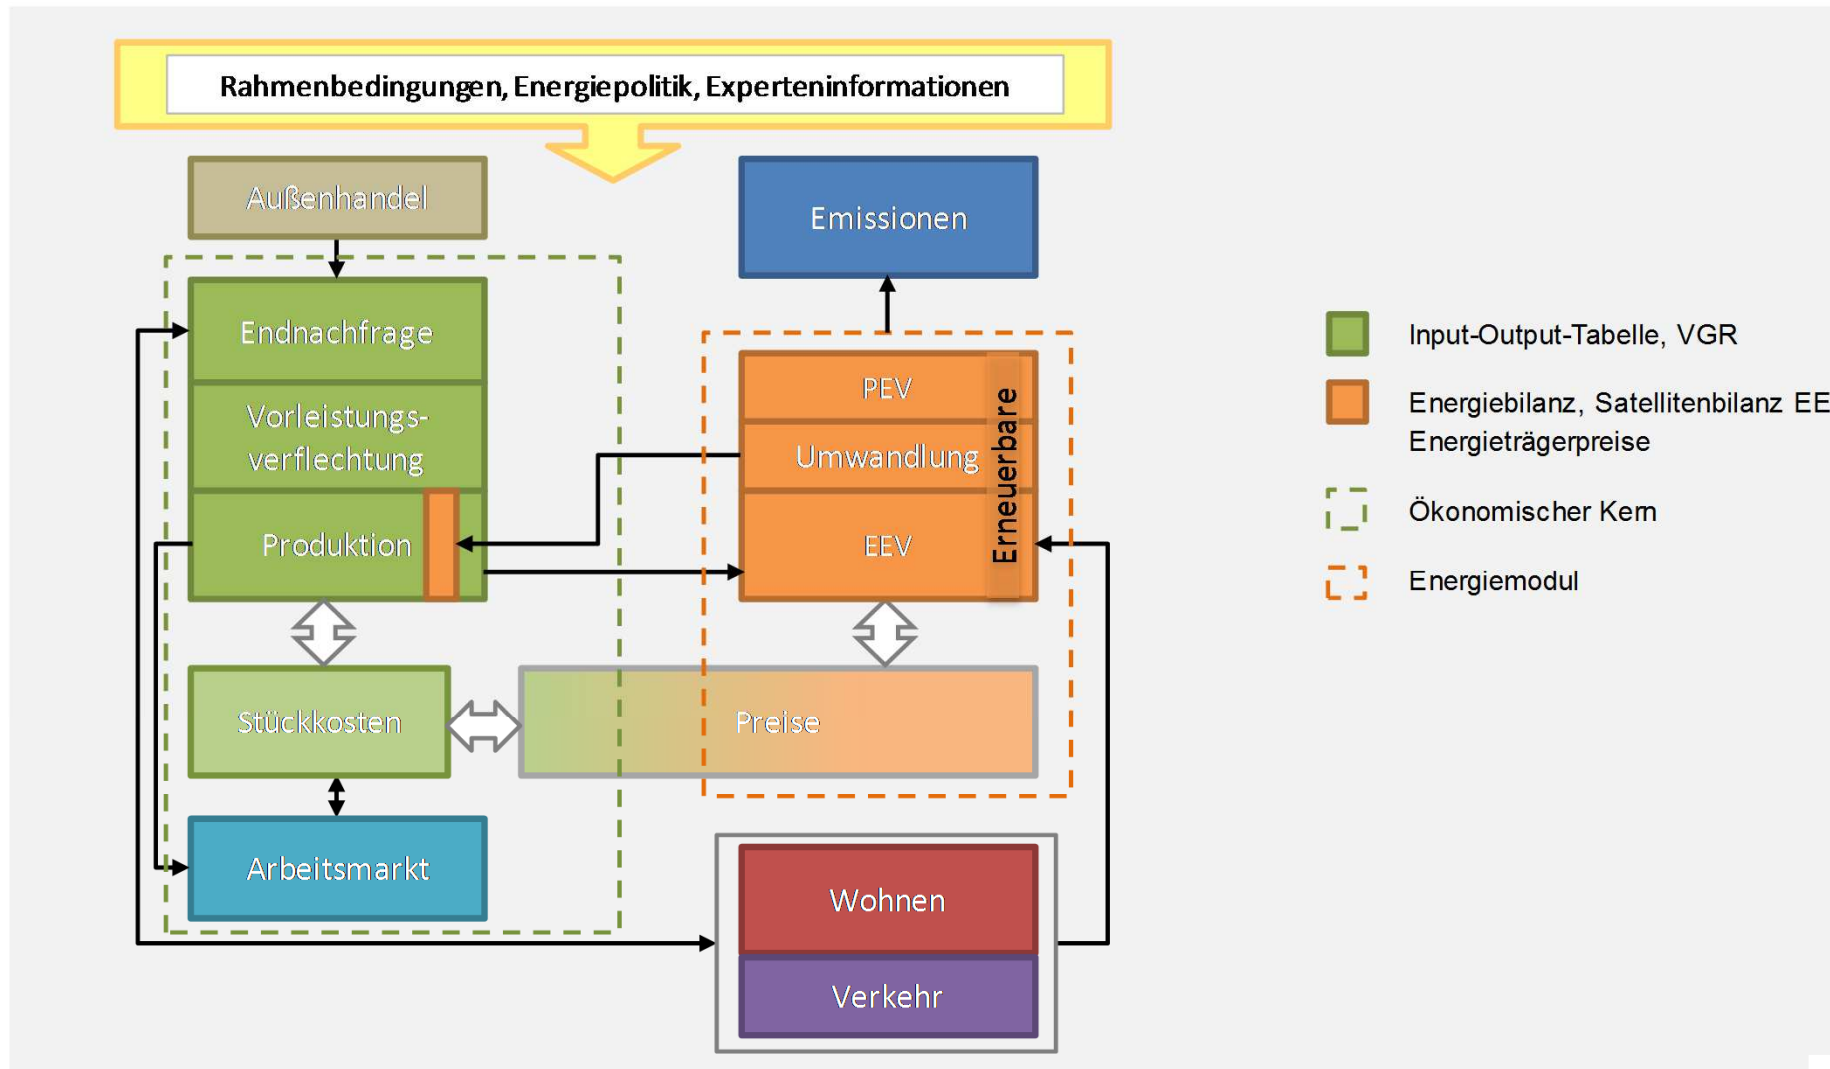 Rahmenbedingungen, Energiepolitik, Experteninformationen
Außenhandel
Endnachfrage
Vorleistungs-
verflechtung
Produktion
Stückkosten
Arbeitsmarkt
Emissionen
PEV
Umwandlung
EEV
Erneuerbare
Preise
Wohnen
Verkehr
Input-Output-Tabelle, VGR
Energiebilanz, Satellitenbilanz EE
Energieträgerpreise
Ökonomischer Kern
Energiemodul